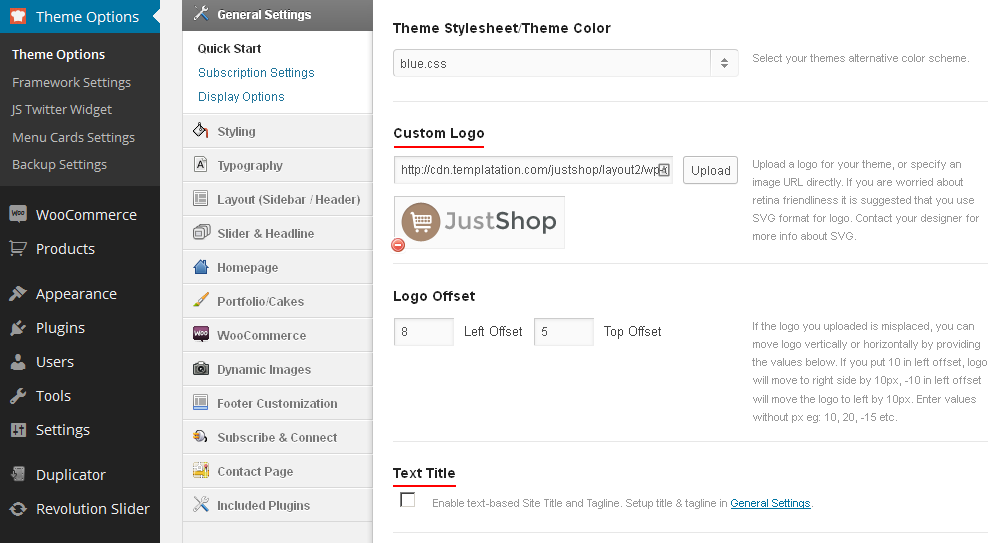 Theme Options
Theme Options
Framework Settings
JS Twitter Widget
Menu Cards Settings
Backup Settings
WooCommerce
Products
Appearance
Plugins
Users
Tools
Settings
Duplicator
Revolution Slider
General Settings
Quick Start
Subscription Settings
Display Options
Styling
Typography
Layout (Sidebar / Header)
Slider & Headline
Homepage
Portfolio/Cakes
WooCommerce
Dynamic Images
Footer Customization
Subscribe & Connect
Contact Page
Included Plugins
Theme Stylesheet/Theme Color
blue.css
Select your themes alternative color scheme.
Custom Logo
http://cdn.templatation.com/justshop/layout2/wp-
Upload
JustShop
Upload a logo for your theme, or specify an
image URL directly. If you are worried about
retina friendliness it is suggested that you use
SVG format for logo. Contact your designer for
more info about SVG.
Logo Offset
8 Left Offset 5 Top Offset
If the logo you uploaded is misplaced, you can
move logo vertically or horizontally by providing
the values below. If you put 10 in left offset, logo
will move to right side by 10px, -10 in left offset
will move the logo to left by 10px. Enter values
without px eg: 10, 20, -15 etc.
Text Title
Enable text-based Site Title and Tagline. Setup title & tagline in General Settings.